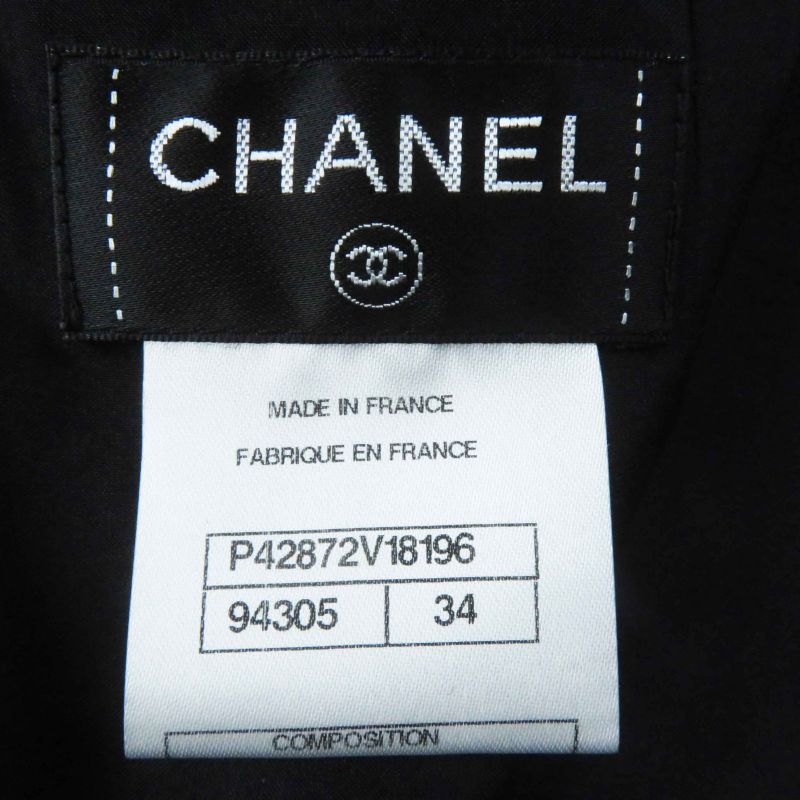 CHANEL
MADE IN FRANCE
FABRIQUE EN FRANCE
P42872V18196
94305 34
COMPOSITION